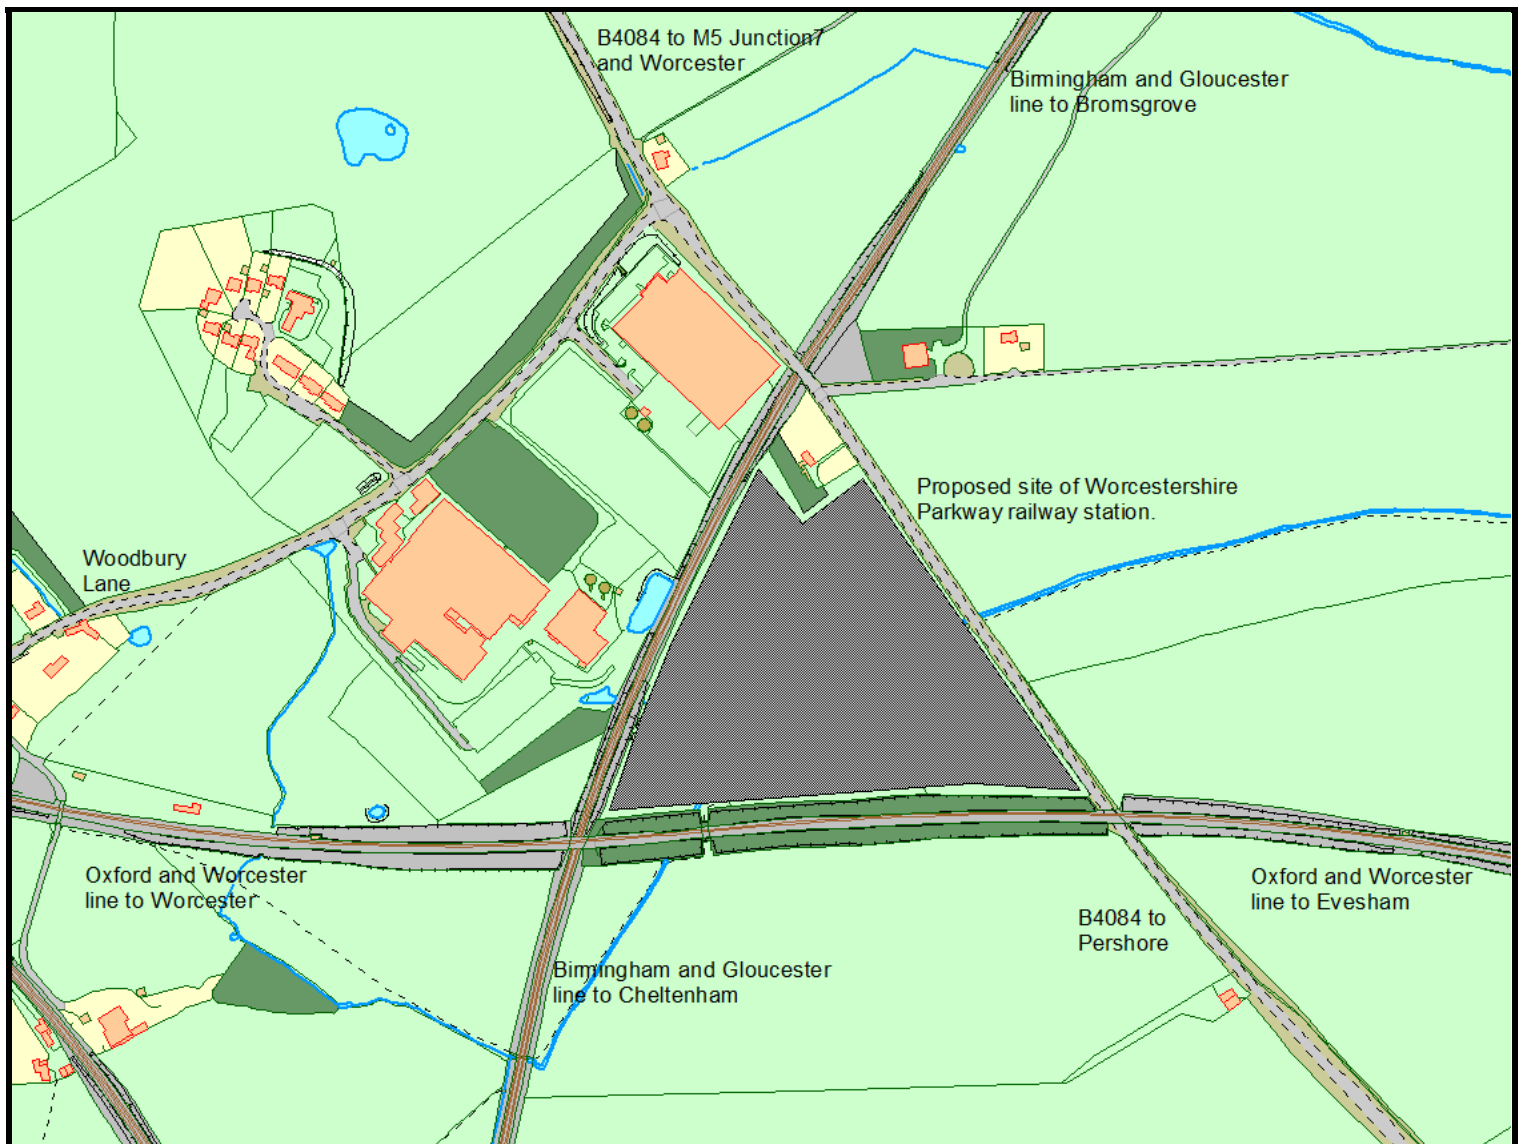 B4084 to M5 Junction7
and Worcester
Birmingham and Gloucester
line to Bromsgrove
Proposed site of Worcestershire
Parkway railway station.
Woodbury
Lane
Oxford and Worcester
line to Worcester
Oxford and Worcester
line to Evesham
B4084 to
Pershore
Birmingham and Gloucester
line to Cheltenham